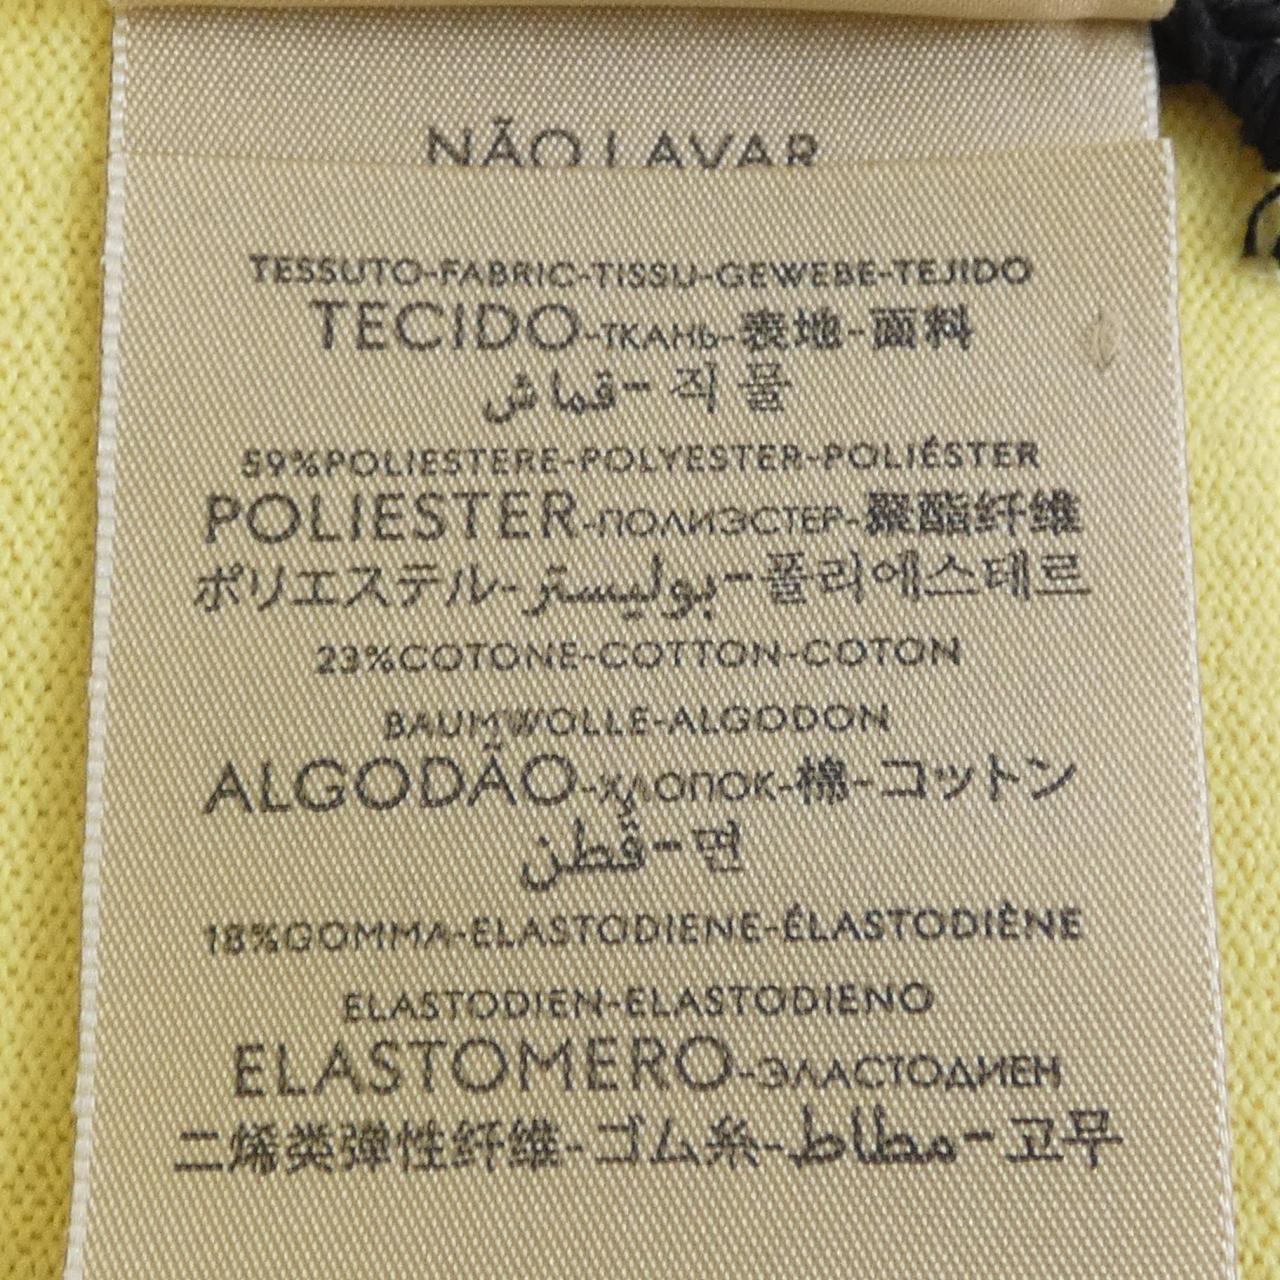 NÃO LAVAR
TESSUTO-FABRIC-TISSU-GEWEBE-TEJIDO
TECIDO-ТКАНЬ-表地-面料
قماش-직물
59%POLIESTERE-POLYESTER-POLIÉSTER
POLIESTER-ПОЛИЭСТЕР-聚酯纤维
ポリエステル-بوليستر-폴리에스테르
23%COTONE-COTTON-COTON
BAUMWOLLE-ALGODON
ALGODÃO-ХЛОПОК-棉-コットン
قطن-면
18%GOMMA-ELASTODIENE-ÉLASTODIÈNE
ELASTODIEN-ELASTODIENO
ELASTOMERO-ЭЛАСТОДИЕН
二烯类弹性纤维-ゴム糸-مطاط-고무